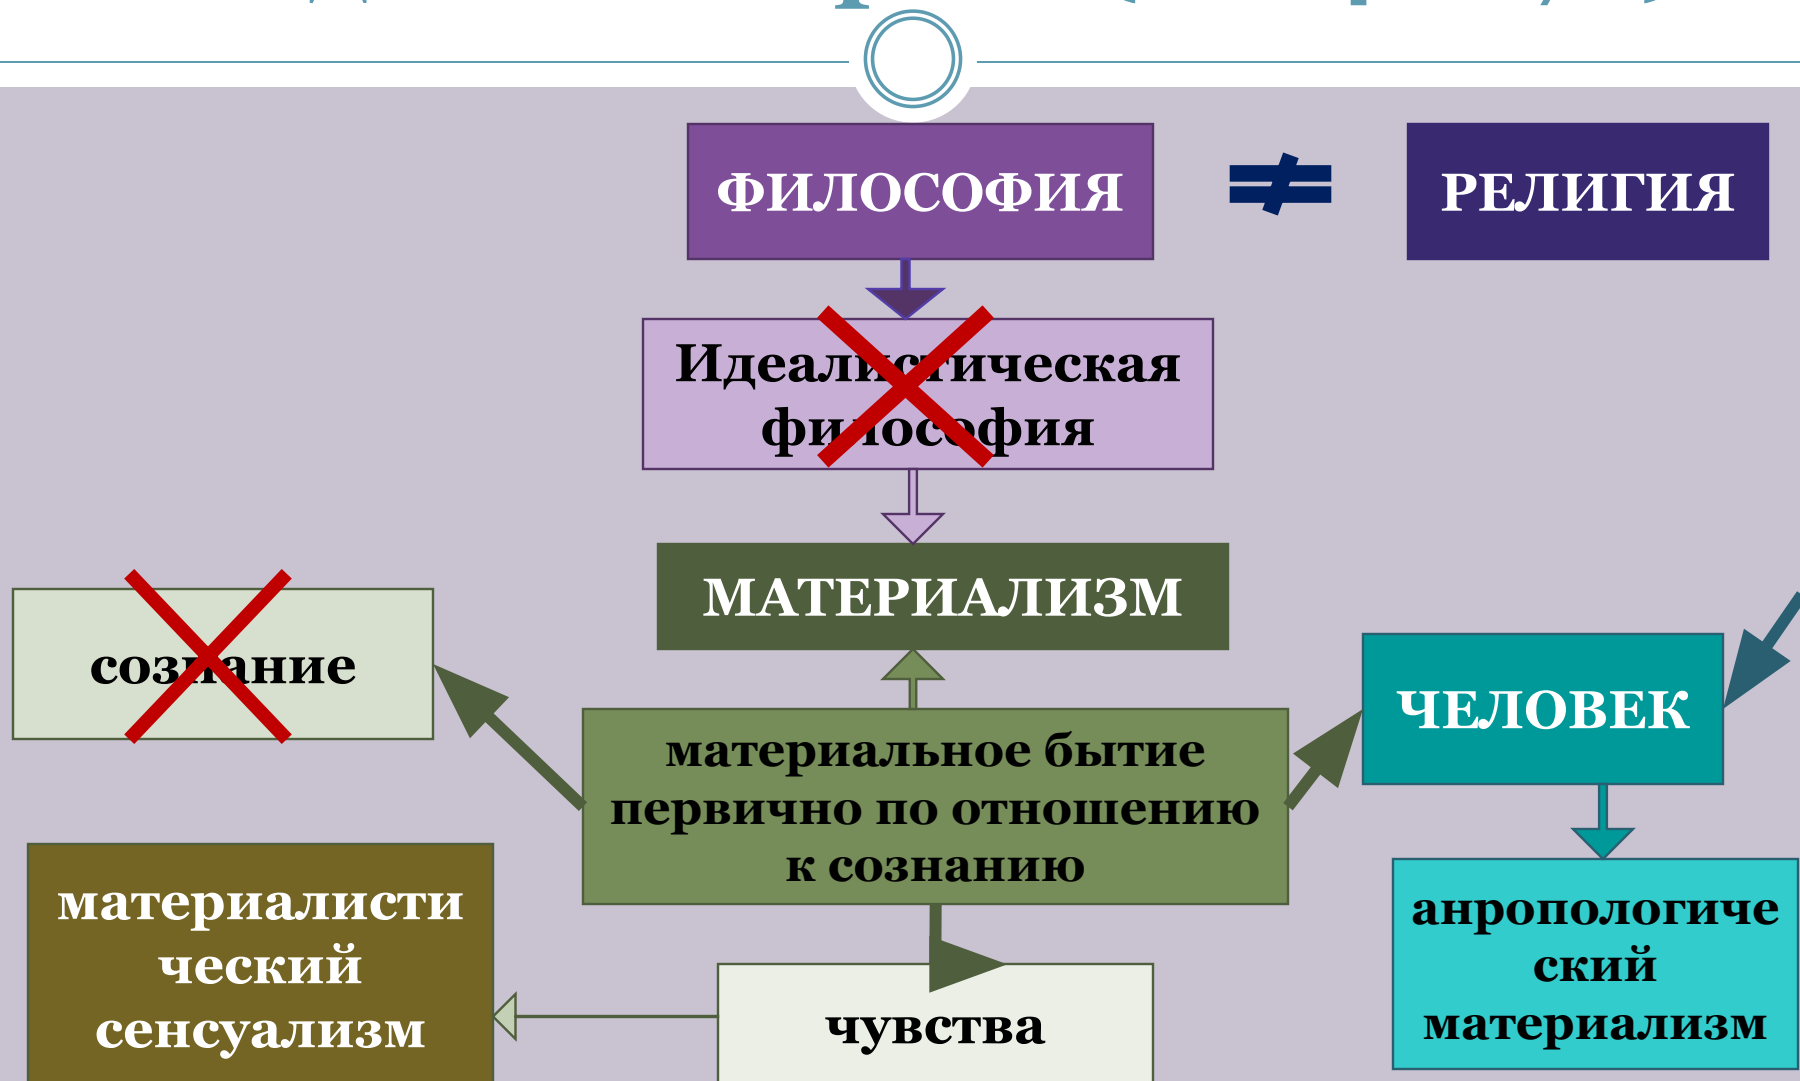 ФИЛОСОФИЯ
≠
РЕЛИГИЯ
Идеалистическая
философия
МАТЕРИАЛИЗМ
сознание
ЧЕЛОВЕК
материальное бытие
первично по отношению
к сознанию
материалисти
ческий
сенсуализм
анропологиче
ский
материализм
чувства